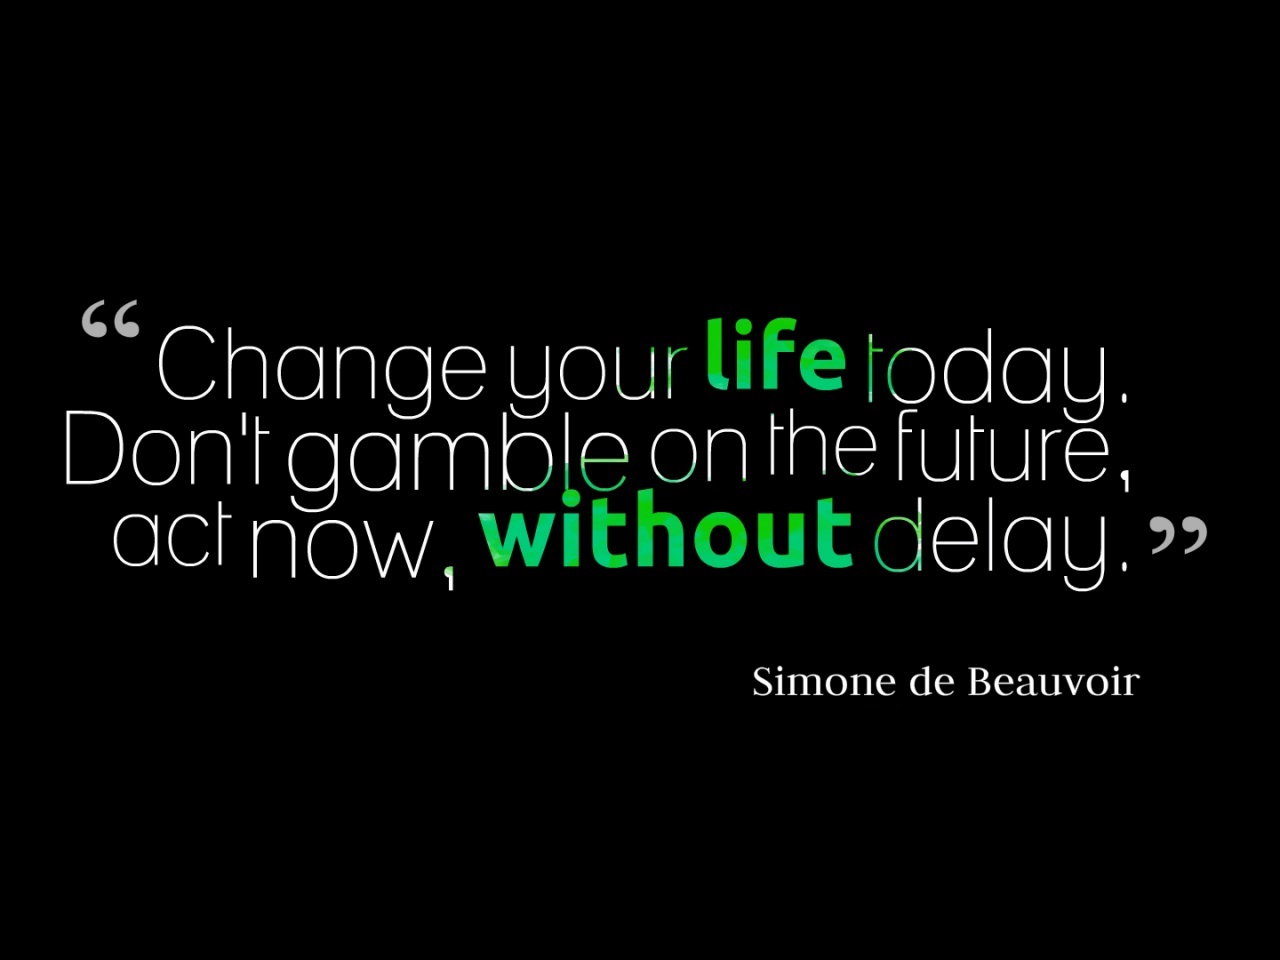 “Change your life today.
Don't gamble on the future,
act now, without delay.”
Simone de Beauvoir